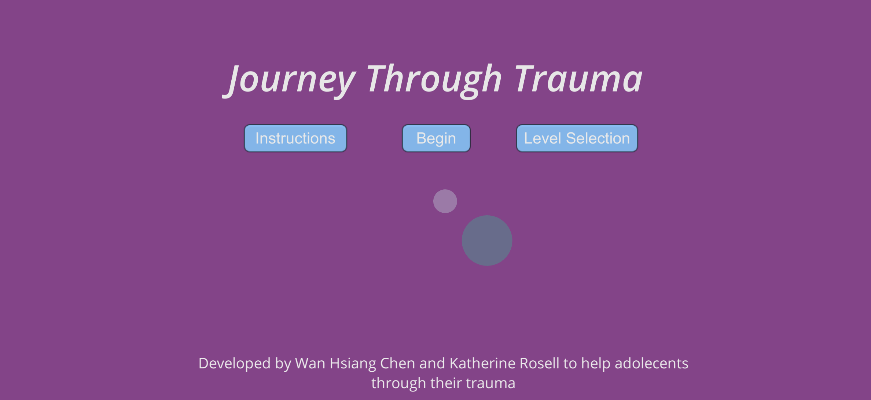 Journey Through Trauma
Instructions Begin Level Selection
Developed by Wan Hsiang Chen and Katherine Rosell to help adolecents
through their trauma